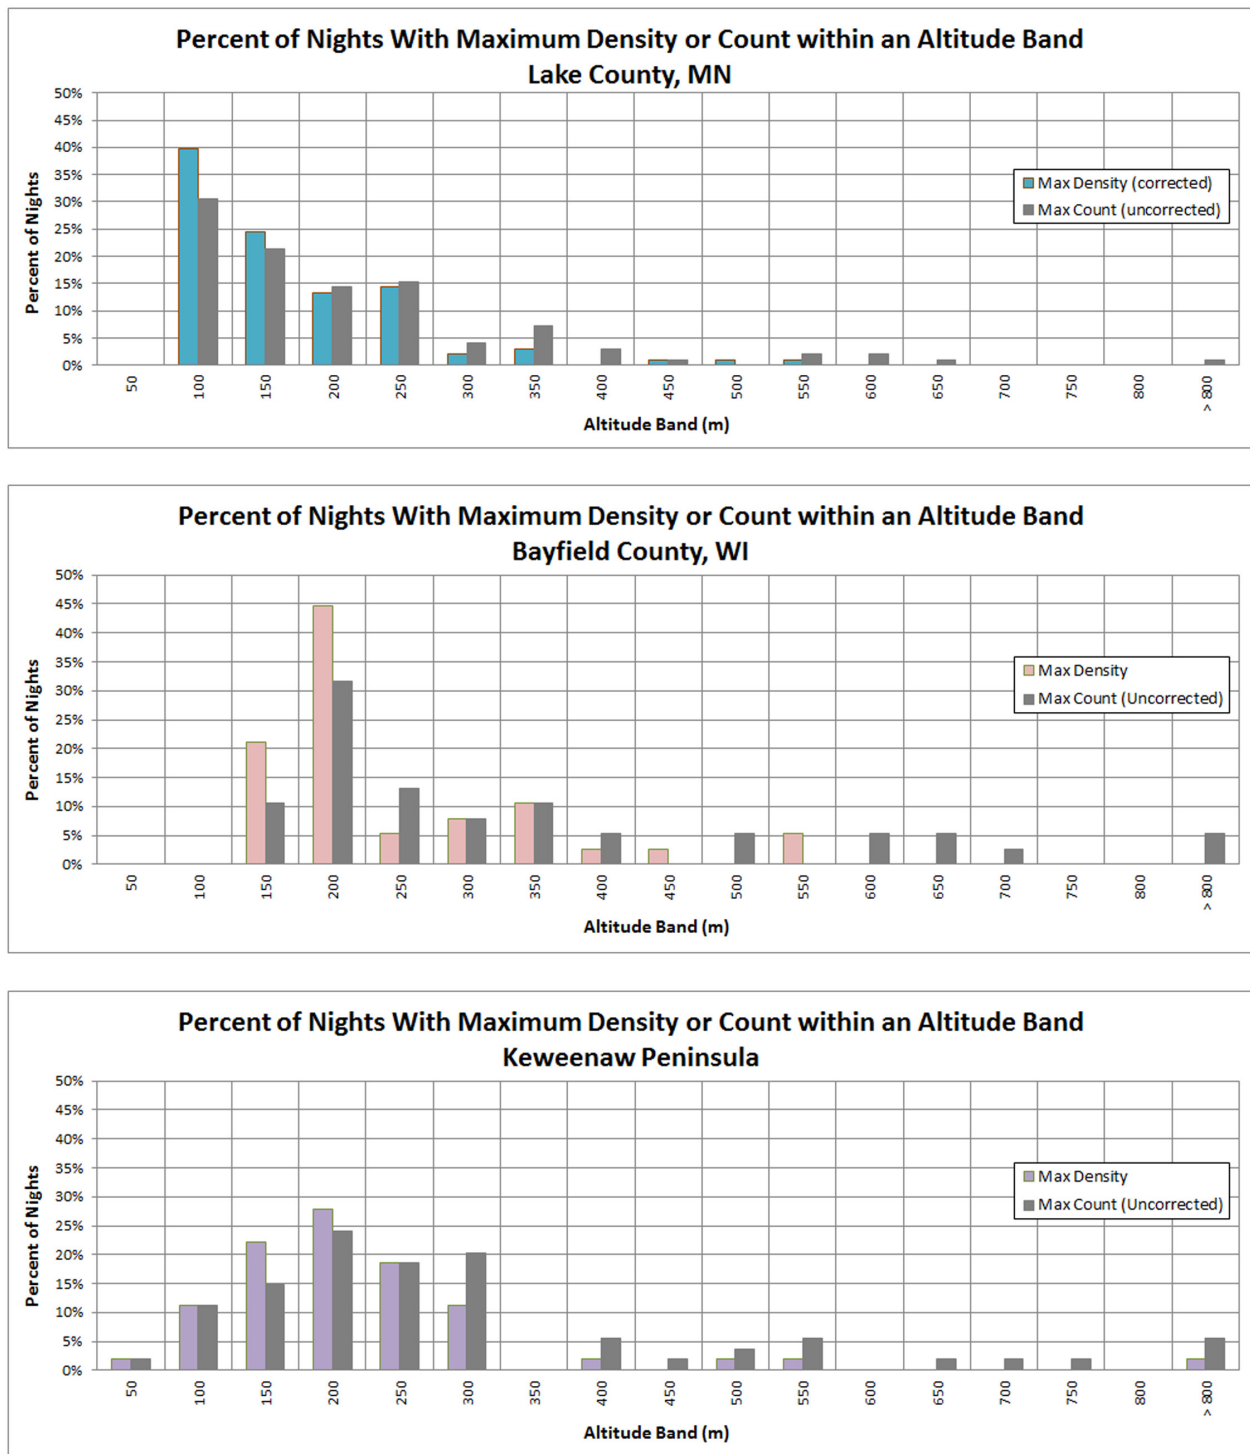 Percent of Nights With Maximum Density or Count within an Altitude Band
Lake County, MN
Percent of Nights
50%
45%
40%
35%
30%
25%
20%
15%
10%
5%
0%
Max Density (corrected)
Max Count (uncorrected)
50 100 150 200 250 300 350 400 450 500 550 600 650 700 750 800 > 800
Altitude Band (m)
Percent of Nights With Maximum Density or Count within an Altitude Band
Bayfield County, WI
Percent of Nights
50%
45%
40%
35%
30%
25%
20%
15%
10%
5%
0%
Max Density
Max Count (Uncorrected)
50 100 150 200 250 300 350 400 450 500 550 600 650 700 750 800 > 800
Altitude Band (m)
Percent of Nights With Maximum Density or Count within an Altitude Band
Keweenaw Peninsula
Percent of Nights
50%
45%
40%
35%
30%
25%
20%
15%
10%
5%
0%
Max Density
Max Count (Uncorrected)
50 100 150 200 250 300 350 400 450 500 550 600 650 700 750 800 > 800
Altitude Band (m)